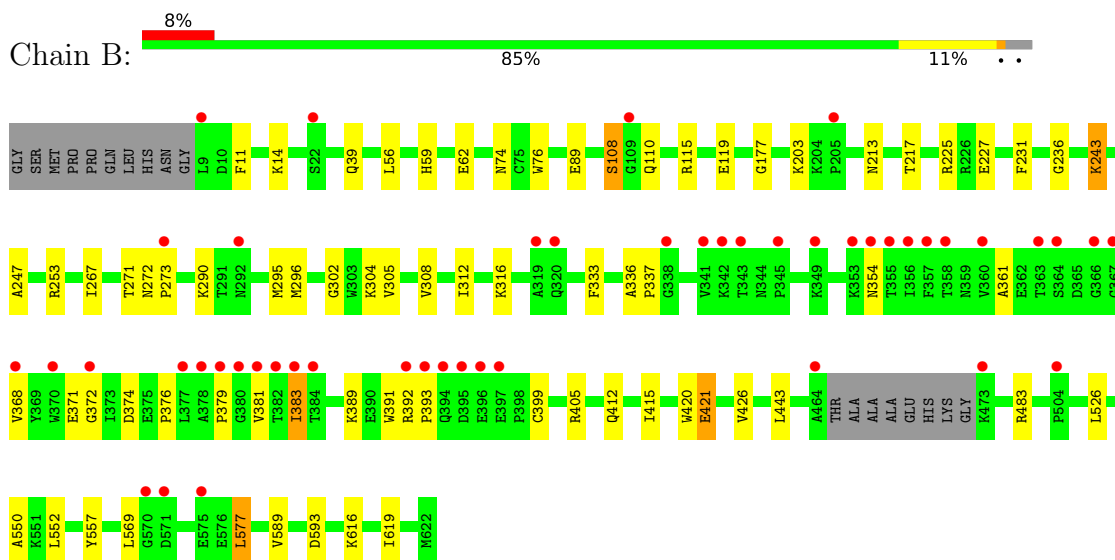 8%
Chain B:
85% 11% • •
GLY SER MET PRO PRO GLN LEU HIS ASN GLY L9 D10 F11 K14 S22 Q39 L56 H59 E62 N74 C75 W76 E89 S108 G109 Q110 R115 E119 G177 K203 K204 P205 N213 T217 R225 R226 E227 F231 G236 K243
A247 R253 I267 T271 N272 P273 K290 T291 N292 M295 M296 G302 W303 K304 V305 V308 I312 K316 A319 Q320 F333 A336 P337 G338 V341 K342 T343 N344 P345 K349 K353 N354 T355 I356 F357 T358 N359 V360 A361 E362 T363 S364 D365 G366 G367
V368 Y369 W370 E371 G372 I373 D374 E375 P376 L377 A378 P379 G380 V381 T382 I383 T384 K389 E390 W391 R392 P393 Q394 D395 E396 E397 P398 C399 R405 Q412 I415 W420 E421 V426 L443 A464 THR ALA ALA ALA GLU HIS LYS GLY K473 R483 P504 L526
A550 K551 L552 Y557 L569 G570 D571 E575 E576 L577 V589 D593 K616 I619 M622